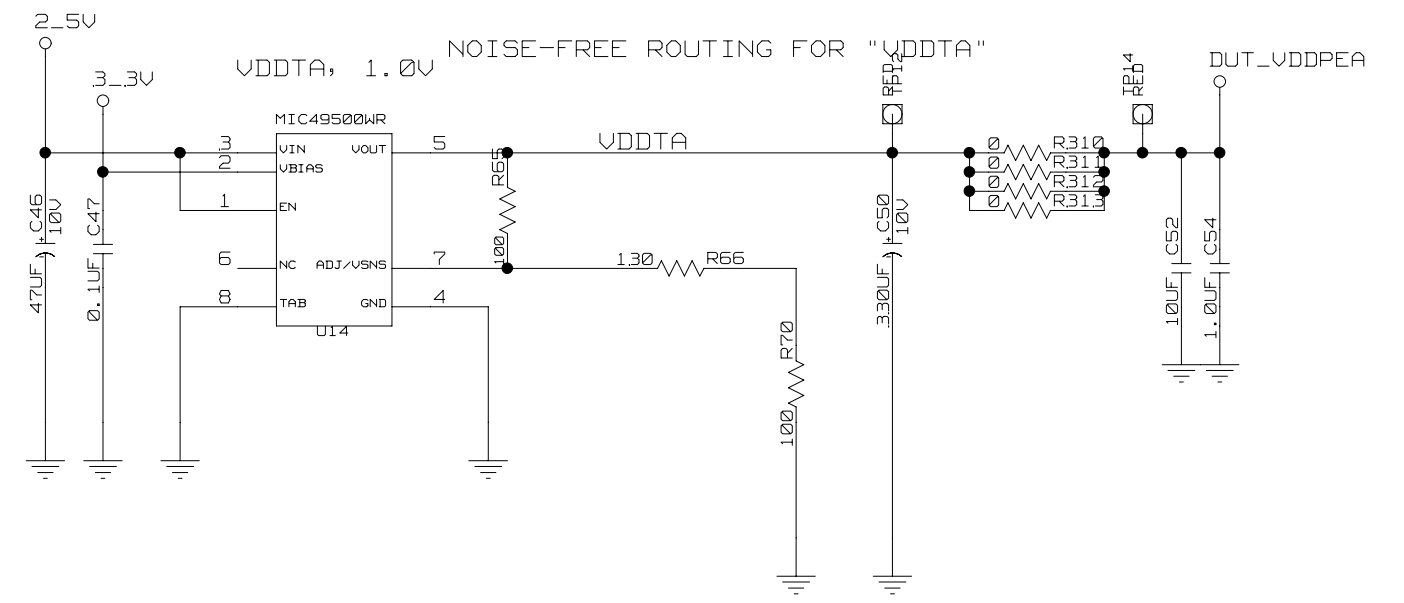 2_5V
3_3V
VDDTA, 1.0V
NOISE-FREE ROUTING FOR "VDDTA"
RED
TP12
TP14
RED
DUT_VDDPEA
MIC49500WR
3
VIN
VOUT
5
2
VBIAS
1
EN
6
NC
ADJ/VSNS
7
8
TAB
GND
4
U14
C46
10V
47UF
+
C47
0.1UF
R65
100
VDDTA
130
R66
R70
100
C50
10V
330UF
+
0
R310
0
R311
0
R312
0
R313
C52
10UF
C54
1.0UF